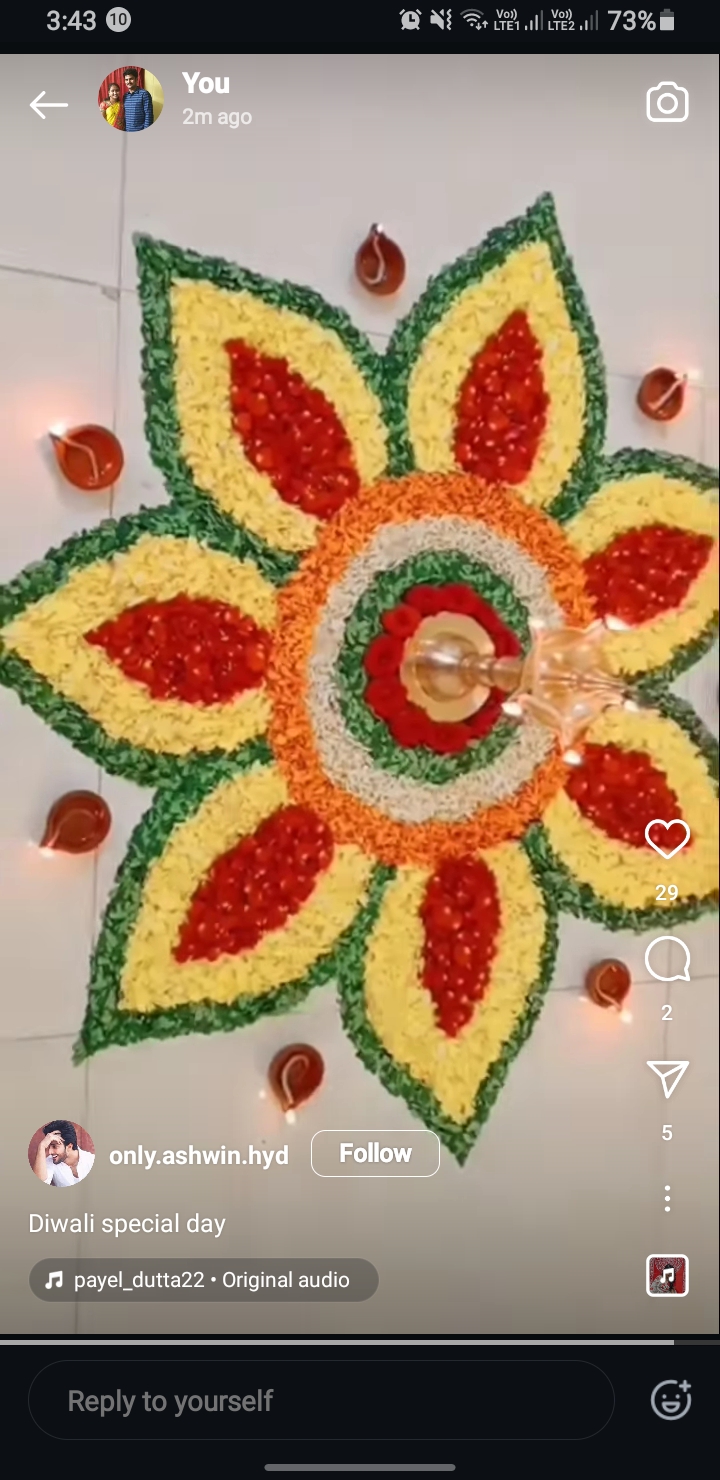 3:43 10 Vo)) LTE1 Vo)) LTE2 73%
You
2m ago
29
2
5
only.ashwin.hyd Follow
Diwali special day
payel_dutta22 • Original audio
Reply to yourself